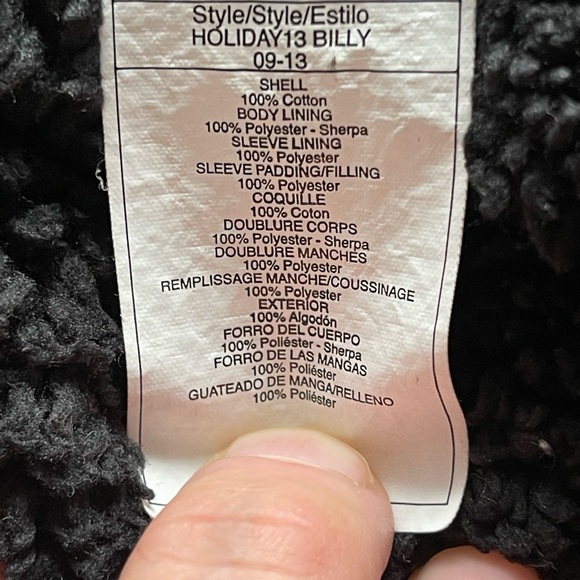 Style/Style/Estilo
HOLIDAY13 BILLY
09-13
SHELL
100% Cotton
BODY LINING
100% Polyester - Sherpa
SLEEVE LINING
100% Polyester
SLEEVE PADDING/FILLING
100% Polyester
COQUILLE
100% Coton
DOUBLURE CORPS
100% Polyester - Sherpa
DOUBLURE MANCHES
100% Polyester
REMPLISSAGE MANCHE/COUSSINAGE
100% Polyester
EXTERIOR
100% Algodón
FORRO DEL CUERPO
100% Poliéster - Sherpa
FORRO DE LAS MANGAS
100% Poliéster
GUATEADO DE MANGA/RELLENO
100% Poliéster